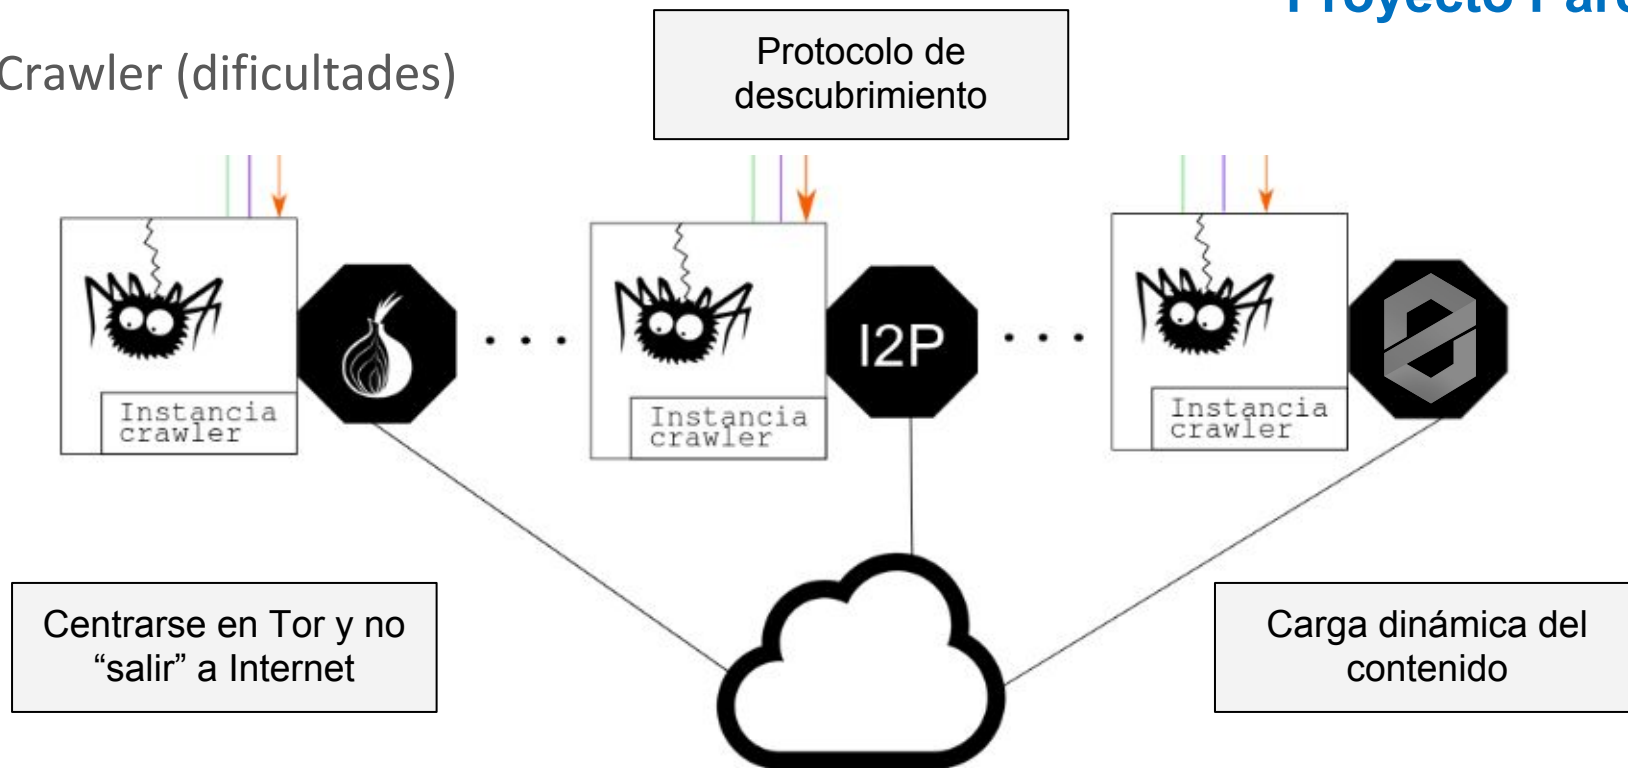 Proyecto
Crawler (dificultades)
Protocolo de
descubrimiento
Instancia
crawler
I2P
Instancia
crawler
Instancia
crawler
Centrarse en Tor y no
“salir” a Internet
Carga dinámica del
contenido